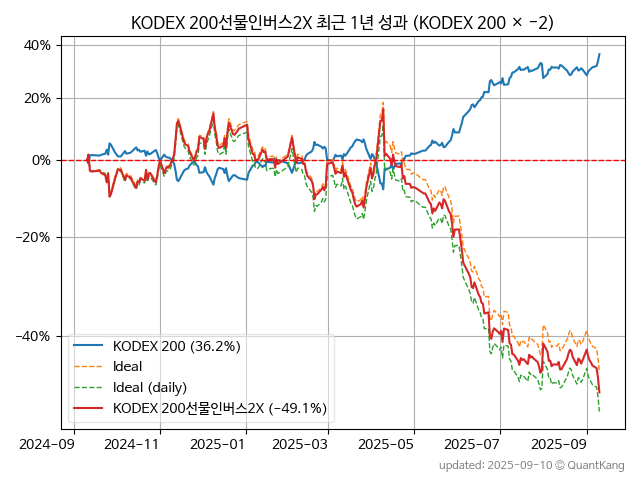 KODEX 200선물인버스2X 최근 1년 성과 (KODEX 200 × −2)
40%
20%
0%
−20%
−40%
KODEX 200 (36.2%)
Ideal
Ideal (daily)
KODEX 200선물인버스2X (−49.1%)
2024-09 2024-11 2025-01 2025-03 2025-05 2025-07 2025-09
updated: 2025-09-10 © QuantKang